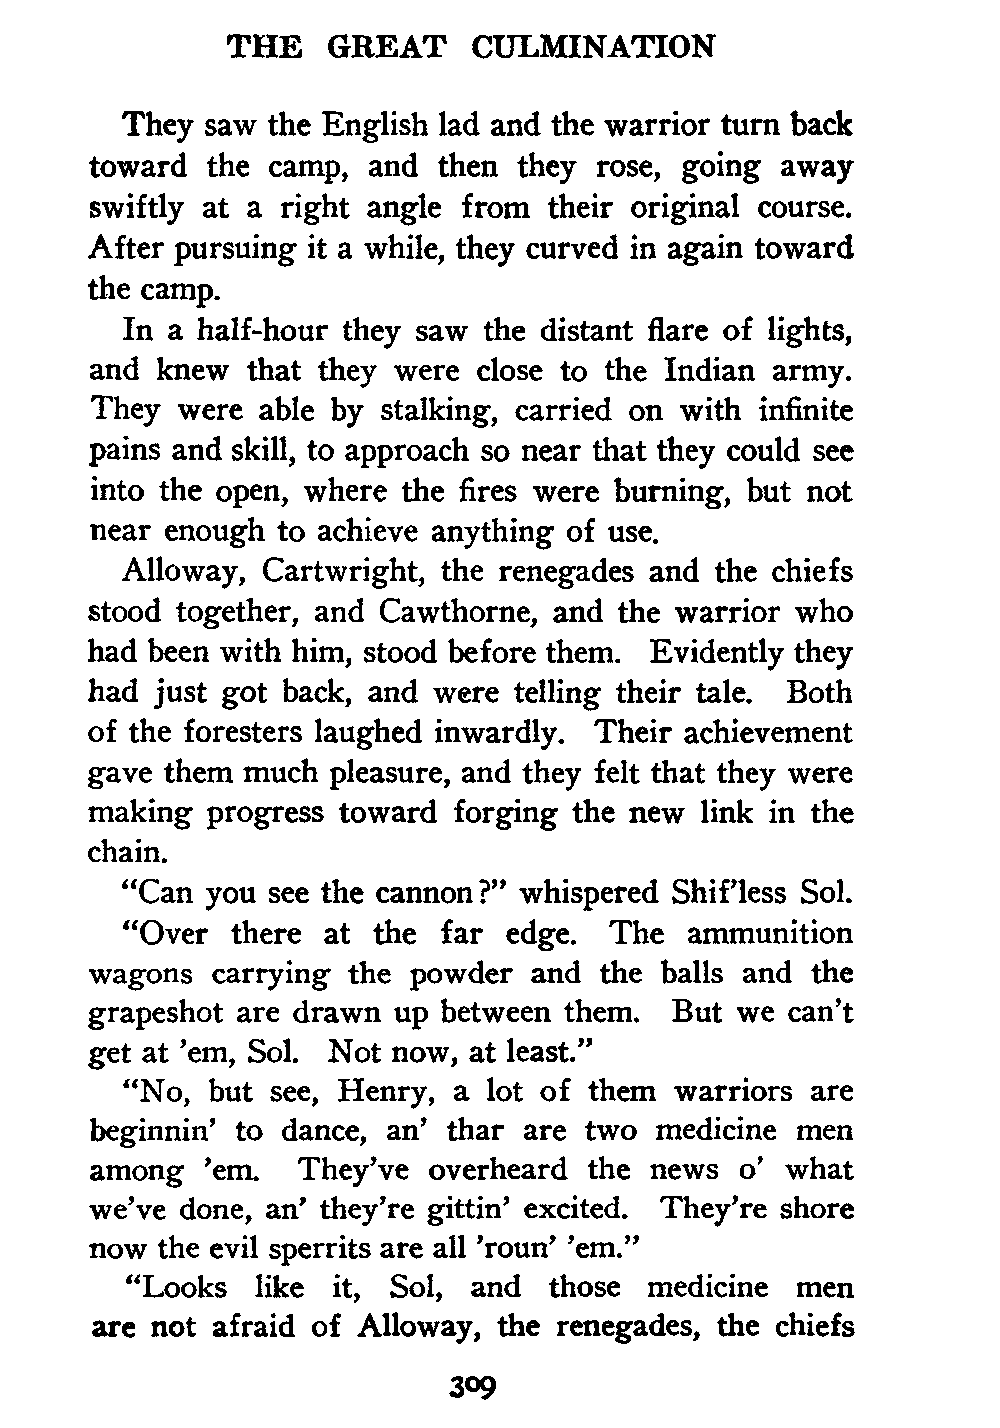 THE GREAT CULMINATION
They saw the English lad and the warrior turn back
toward the camp, and then they rose, going away
swiftly at a right angle from their original course.
After pursuing it a while, they curved in again toward
the camp.
In a half-hour they saw the distant flare of lights,
and knew that they were close to the Indian army.
They were able by stalking, carried on with infinite
pains and skill, to approach so near that they could see
into the open, where the fires were burning, but not
near enough to achieve anything of use.
Alloway, Cartwright, the renegades and the chiefs
stood together, and Cawthorne, and the warrior who
had been with him, stood before them. Evidently they
had just got back, and were telling their tale. Both
of the foresters laughed inwardly. Their achievement
gave them much pleasure, and they felt that they were
making progress toward forging the new link in the
chain.
“Can you see the cannon?” whispered Shif’less Sol.
“Over there at the far edge. The ammunition
wagons carrying the powder and the balls and the
grapeshot are drawn up between them. But we can’t
get at ’em, Sol. Not now, at least.”
“No, but see, Henry, a lot of them warriors are
beginnin’ to dance, an’ thar are two medicine men
among ’em. They’ve overheard the news o’ what
we’ve done, an’ they’re gittin’ excited. They’re shore
now the evil sperrits are all ’roun’ ’em.”
“Looks like it, Sol, and those medicine men
are not afraid of Alloway, the renegades, the chiefs
309